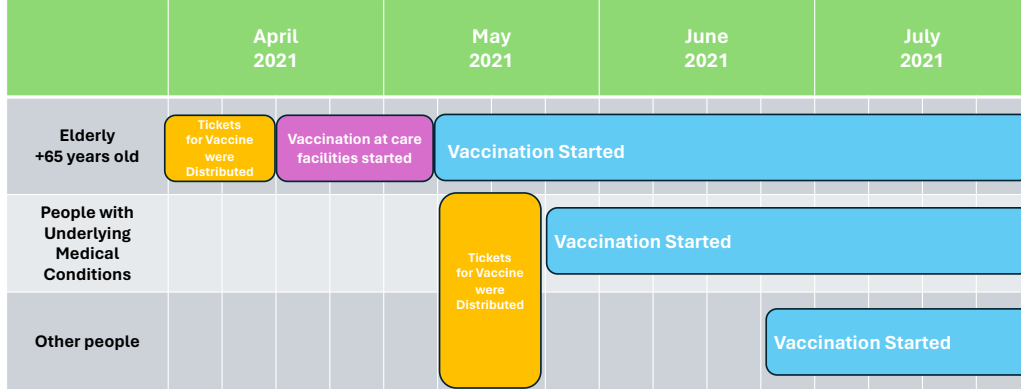 April
2021
May
2021
June
2021
July
2021
Elderly
+65 years old
Tickets
for Vaccine
were
Distributed
Vaccination at care
facilities started
Vaccination Started
People with
Underlying
Medical
Conditions
Tickets
for Vaccine
were
Distributed
Vaccination Started
Other people
Vaccination Started